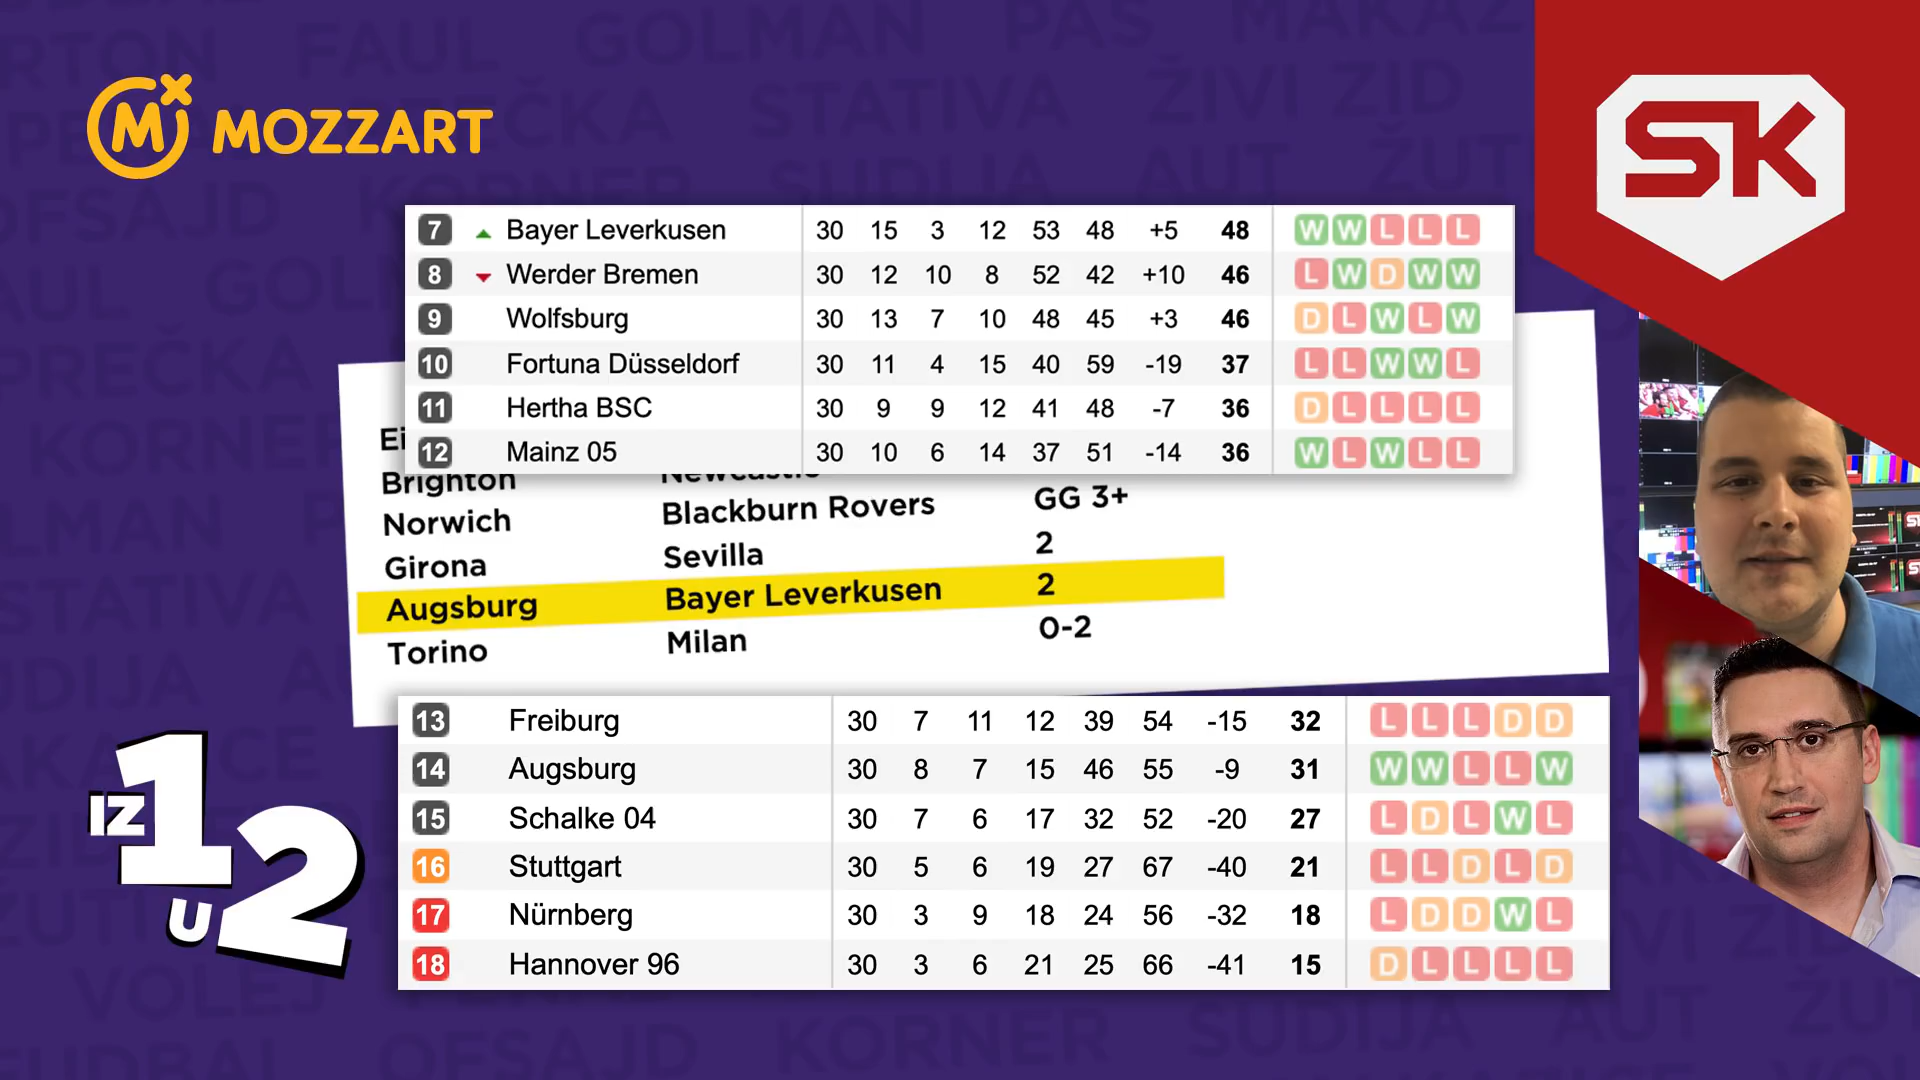 MOZZART
SK
7 Bayer Leverkusen 30 15 3 12 53 48 +5 48 W W L L L
8 Werder Bremen 30 12 10 8 52 42 +10 46 L W D W W
9 Wolfsburg 30 13 7 10 48 45 +3 46 D L W L W
10 Fortuna Düsseldorf 30 11 4 15 40 59 -19 37 L L W W L
11 Hertha BSC 30 9 9 12 41 48 -7 36 D L L L L
12 Mainz 05 30 10 6 14 37 51 -14 36 W L W L L
Brighton Newcastle
Norwich Blackburn Rovers GG 3+
Girona Sevilla 2
Augsburg Bayer Leverkusen 2
Torino Milan 0-2
13 Freiburg 30 7 11 12 39 54 -15 32 L L L D D
14 Augsburg 30 8 7 15 46 55 -9 31 W W L L W
15 Schalke 04 30 7 6 17 32 52 -20 27 L D L W L
16 Stuttgart 30 5 6 19 27 67 -40 21 L L D L D
17 Nürnberg 30 3 9 18 24 56 -32 18 L D D W L
18 Hannover 96 30 3 6 21 25 66 -41 15 D L L L L
IZ 1
U 2